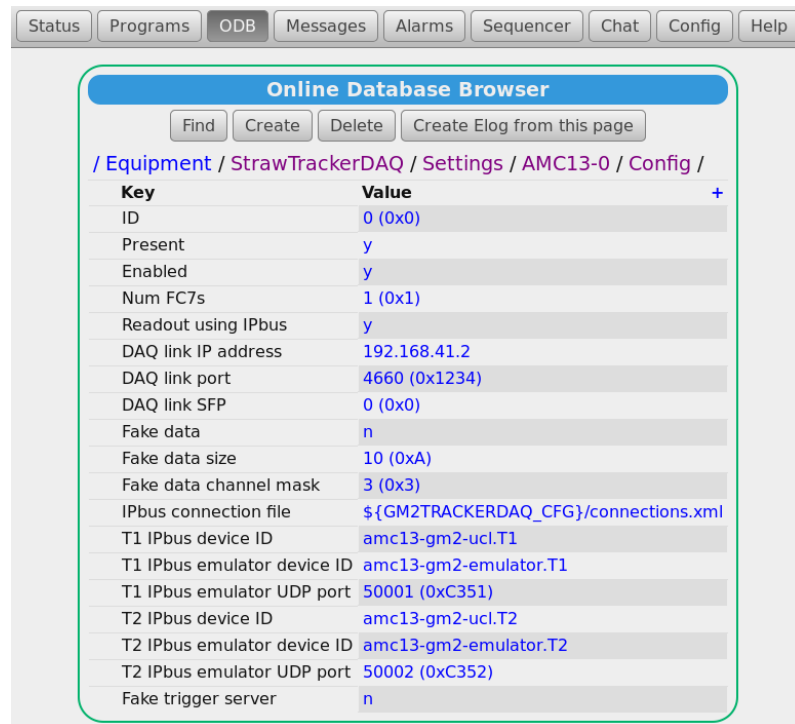 Status Programs ODB Messages Alarms Sequencer Chat Config Help
Online Database Browser
Find Create Delete Create Elog from this page
/ Equipment / StrawTrackerDAQ / Settings / AMC13-0 / Config /
Key Value +
ID 0 (0x0)
Present y
Enabled y
Num FC7s 1 (0x1)
Readout using IPbus y
DAQ link IP address 192.168.41.2
DAQ link port 4660 (0x1234)
DAQ link SFP 0 (0x0)
Fake data n
Fake data size 10 (0xA)
Fake data channel mask 3 (0x3)
IPbus connection file ${GM2TRACKERDAQ_CFG}/connections.xml
T1 IPbus device ID amc13-gm2-ucl.T1
T1 IPbus emulator device ID amc13-gm2-emulator.T1
T1 IPbus emulator UDP port 50001 (0xC351)
T2 IPbus device ID amc13-gm2-ucl.T2
T2 IPbus emulator device ID amc13-gm2-emulator.T2
T2 IPbus emulator UDP port 50002 (0xC352)
Fake trigger server n